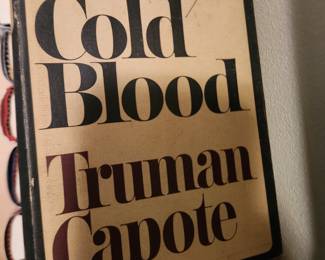 Cold
Blood
Truman
Capote